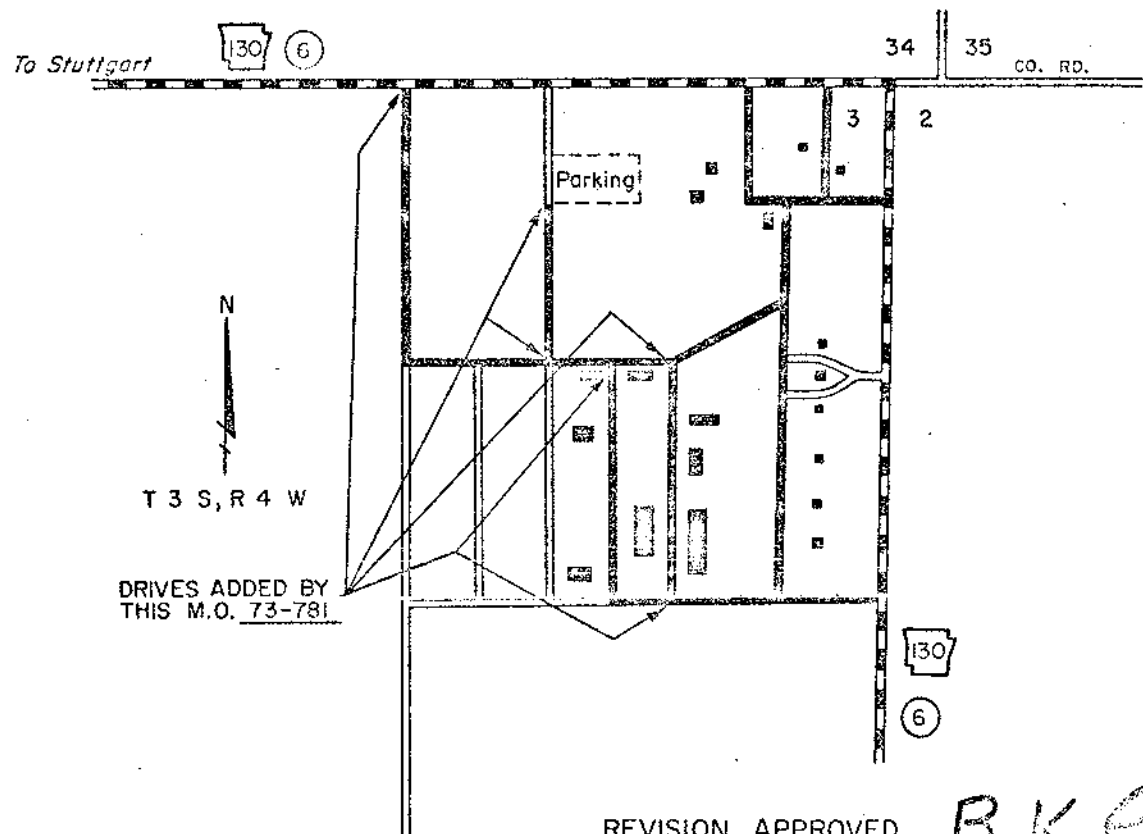 130 6
To Stuttgart
34 35
CO. RD.
3 2
Parking
N
T 3 S, R 4 W
DRIVES ADDED BY
THIS M.O. 73-781
130
6
REVISION APPROVED